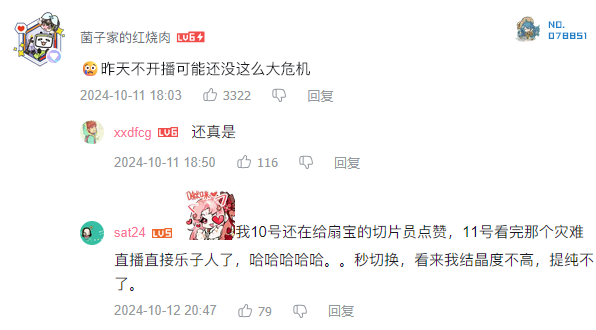 菌子家的红烧肉 LV6
NO.
078851
昨天不开播可能还没这么大危机
2024-10-11 18:03 3322 回复
xxdfcg LV6 还真是
2024-10-11 18:50 116 回复
sat24 LV5 我10号还在给扇宝的切片员点赞，11号看完那个灾难
直播直接乐子人了，哈哈哈哈哈。。秒切换，看来我结晶度不高，提纯不
了。
2024-10-12 20:47 79 回复